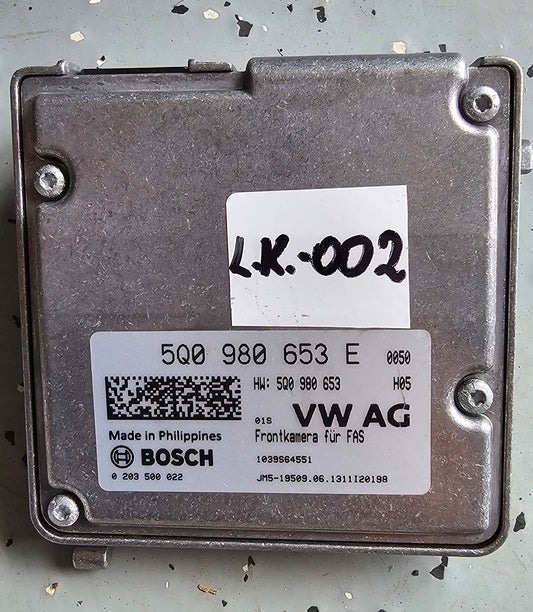 L.K.-002
5Q0 980 653 E 0050
HW: 5Q0 980 653 H05
01S VW AG
Made in Philippines
Frontkamera für FAS
BOSCH
1039S64551
0 203 500 022
JM5-19509.06.1311I20198